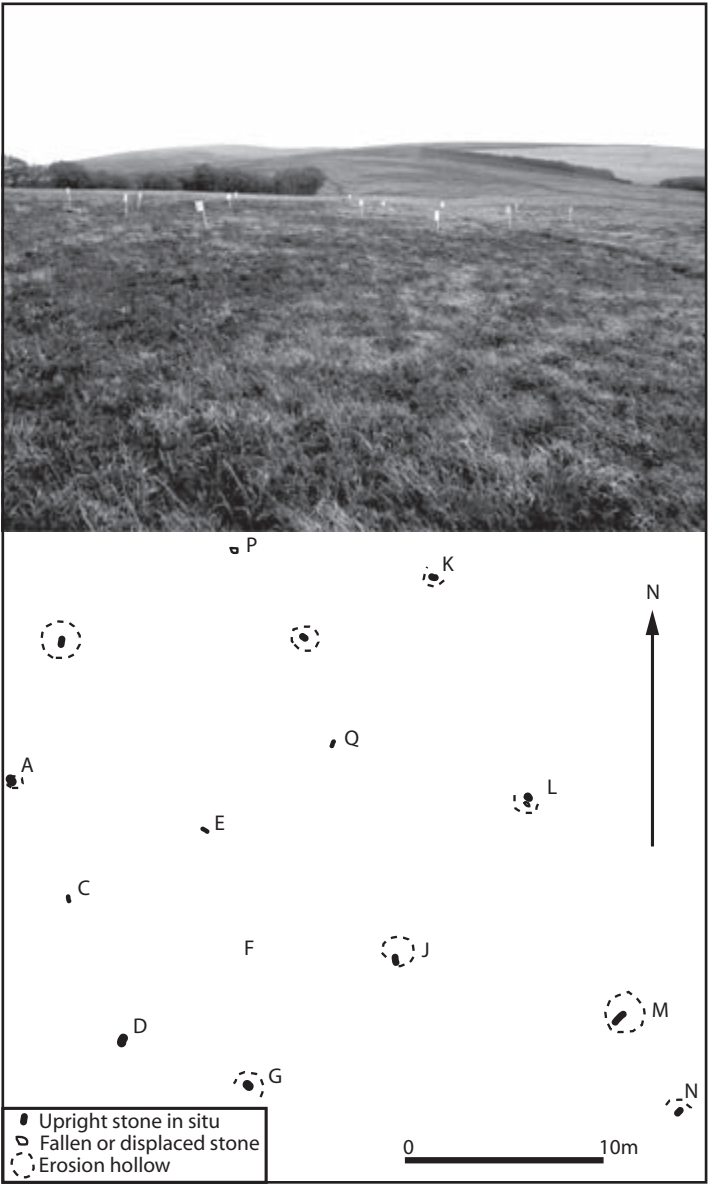 P
K
N
Q
A
L
E
C
F
J
M
D
G
N
Upright stone in situ
Fallen or displaced stone
Erosion hollow
0 10m